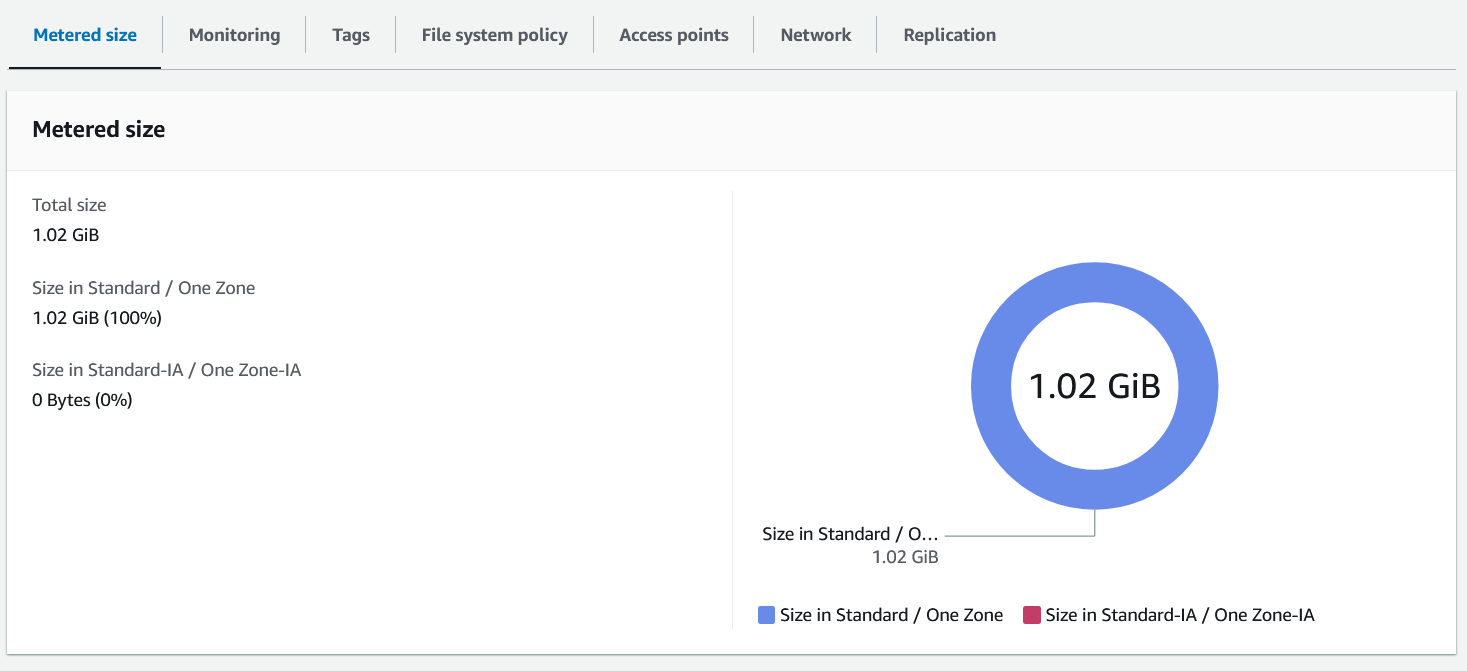 Metered size Monitoring Tags File system policy Access points Network Replication
Metered size
Total size
1.02 GiB
Size in Standard / One Zone
1.02 GiB (100%)
Size in Standard-IA / One Zone-IA
0 Bytes (0%)
1.02 GiB
Size in Standard / O...
1.02 GiB
Size in Standard / One Zone Size in Standard-IA / One Zone-IA